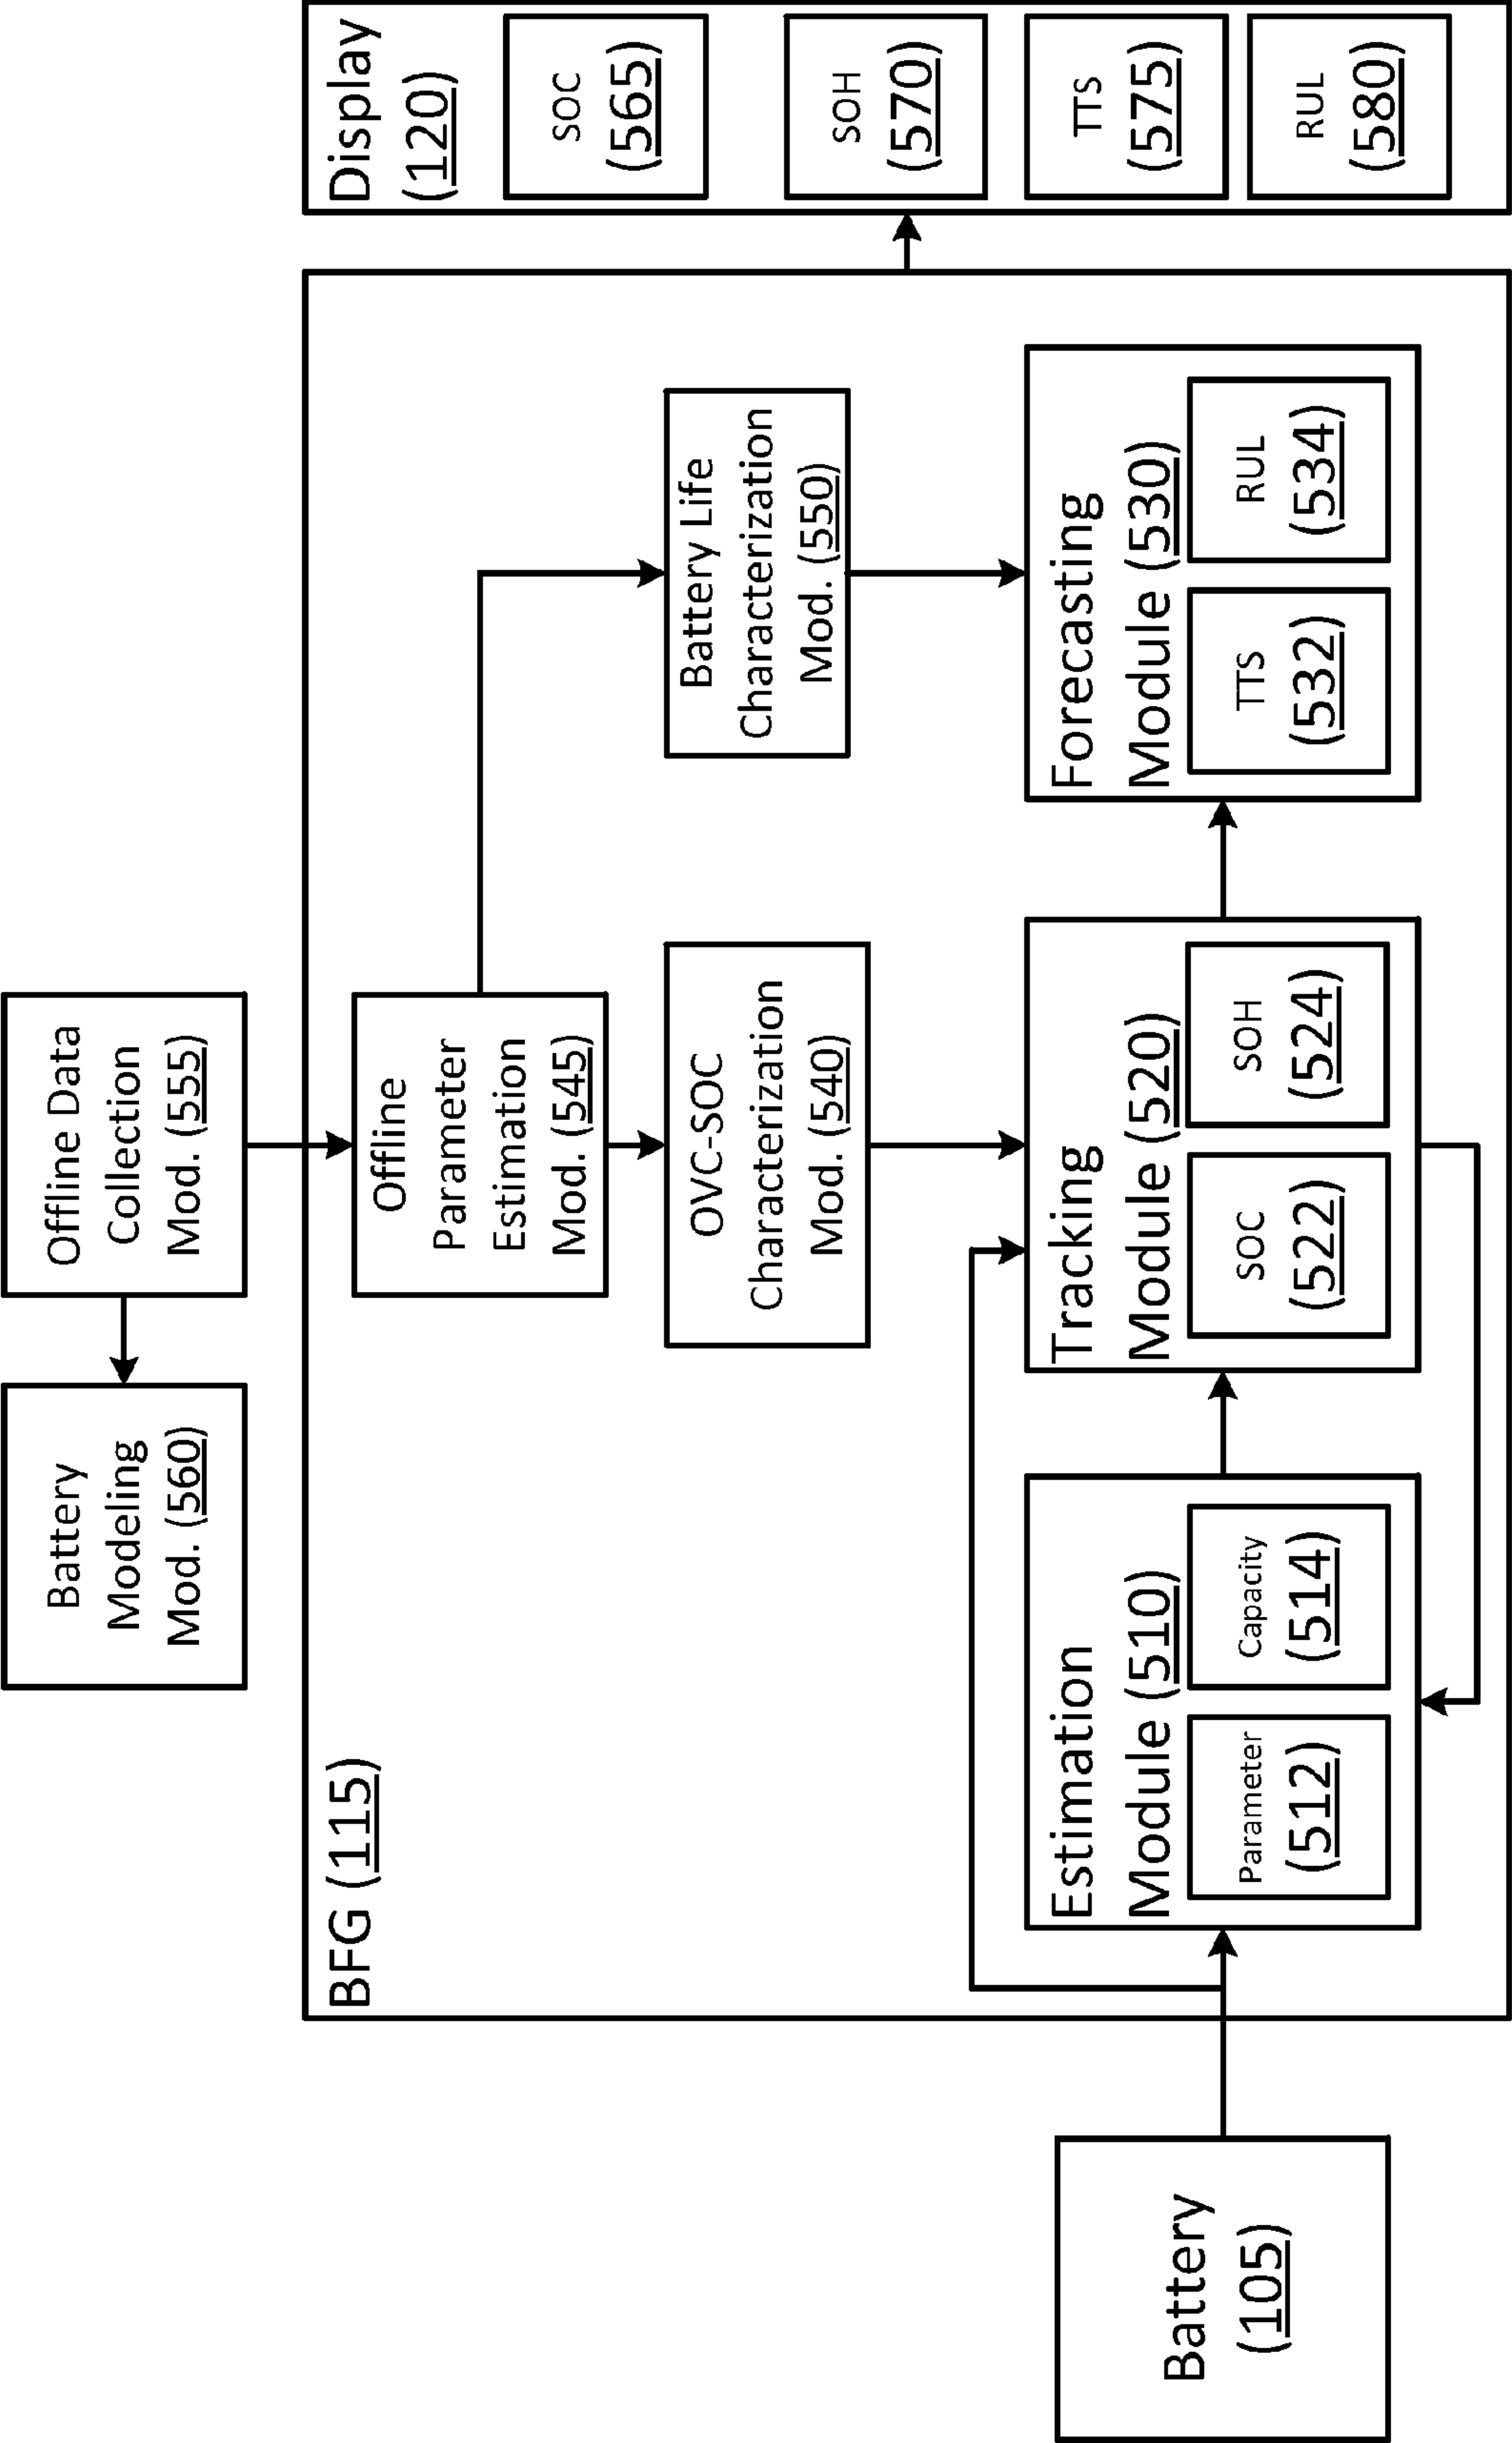 Battery
Modeling
Mod. (560)
Offline Data
Collection
Mod. (555)
BFG (115)
Offline
Parameter
Estimation
Mod. (545)
OVC-SOC
Characterization
Mod. (540)
Battery Life
Characterization
Mod. (550)
Battery
(105)
Estimation
Module (510)
Parameter
(512)
Capacity
(514)
Tracking
Module (520)
SOC
(522)
SOH
(524)
Forecasting
Module (530)
TTS
(532)
RUL
(534)
Display
(120)
SOC
(565)
SOH
(570)
TTS
(575)
RUL
(580)